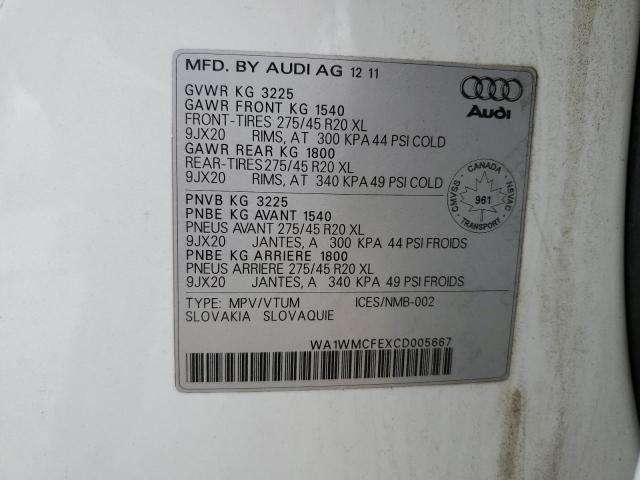 MFD. BY AUDI AG 12 11
GVWR KG 3225
GAWR FRONT KG 1540
FRONT-TIRES 275/45 R20 XL
9JX20 RIMS, AT 300 KPA 44 PSI COLD
GAWR REAR KG 1800
REAR-TIRES 275/45 R20 XL
9JX20 RIMS, AT 340 KPA 49 PSI COLD
PNVB KG 3225
PNBE KG AVANT 1540
PNEUS AVANT 275/45 R20 XL
9JX20 JANTES, A 300 KPA 44 PSI FROIDS
PNBE KG ARRIERE 1800
PNEUS ARRIERE 275/45 R20 XL
9JX20 JANTES, A 340 KPA 49 PSI FROIDS
TYPE: MPV/VTUM ICES/NMB-002
SLOVAKIA SLOVAQUIE
WA1WMCFEXCD005667
Audi
CMVSS CANADA NSVAC
961
TRANSPORT